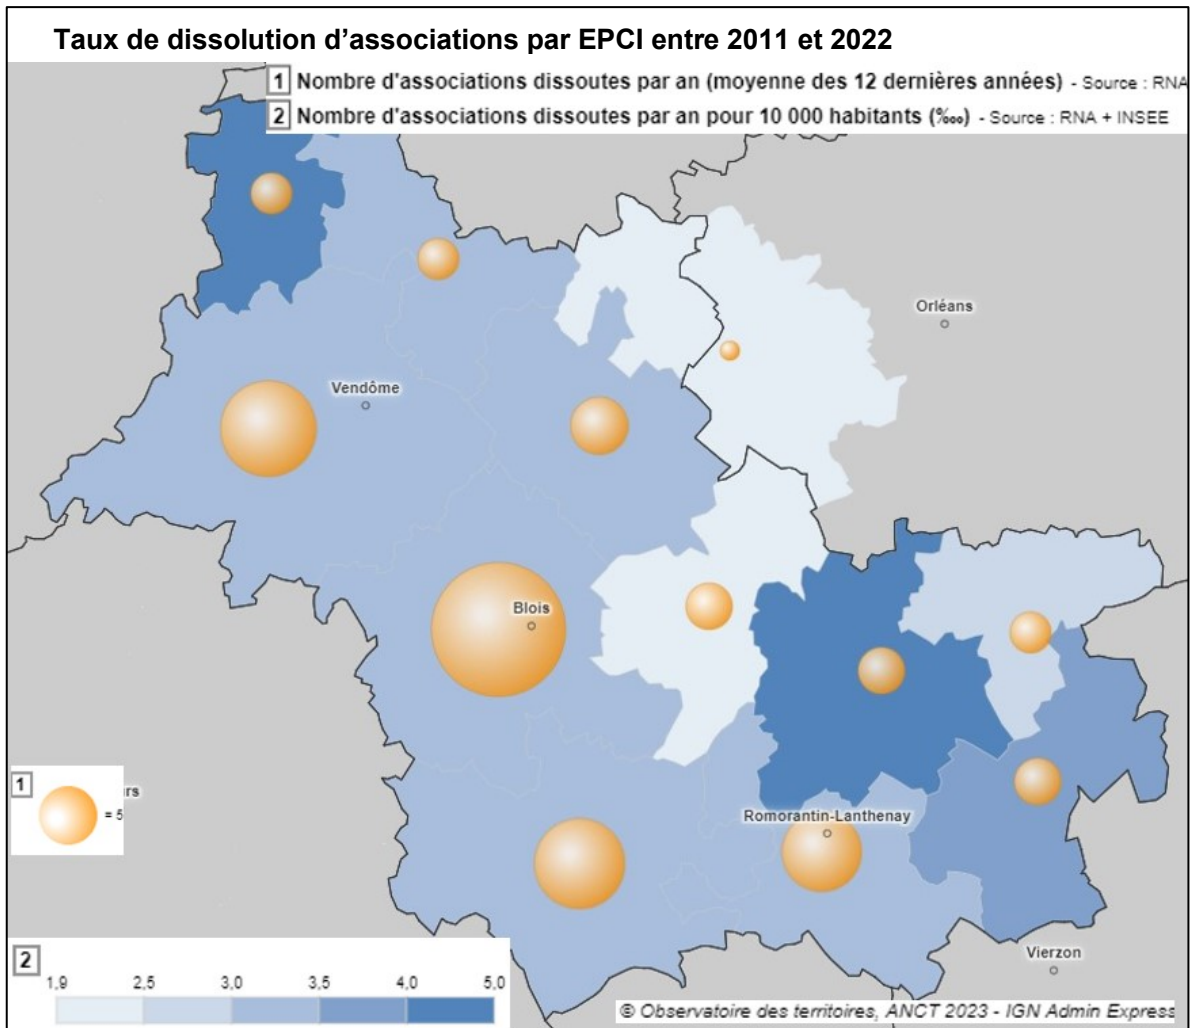 Taux de dissolution d’associations par EPCI entre 2011 et 2022
1 Nombre d'associations dissoutes par an (moyenne des 12 dernières années) - Source : RNA
2 Nombre d'associations dissoutes par an pour 10 000 habitants (‱) - Source : RNA + INSEE
Orléans
Vendôme
Blois
1
rs
= 5
Romorantin-Lanthenay
Vierzon
2
1,9 2,5 3,0 3,5 4,0 5,0
© Observatoire des territoires, ANCT 2023 - IGN Admin Express